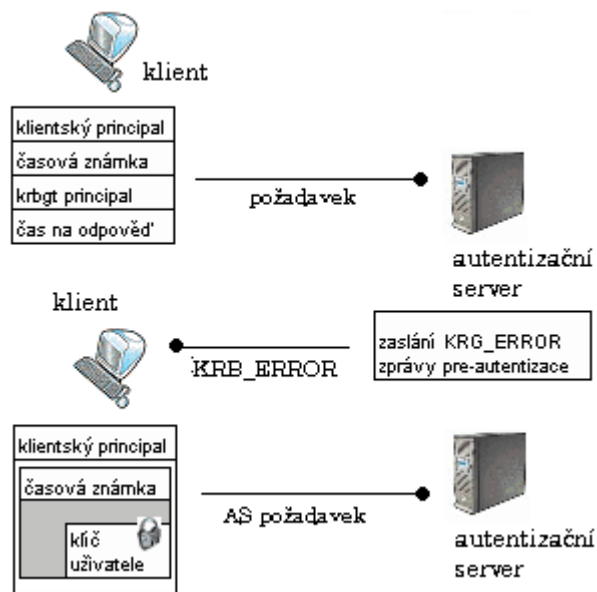 klient
klientský principal
časová známka
krbgt principal
čas na odpověď
požadavek
autentizační
server
klient
KRB_ERROR
zaslání KRG_ERROR
zprávy pre-autentizace
klientský principal
časová známka
klíč
uživatele
AS požadavek
autentizační
server